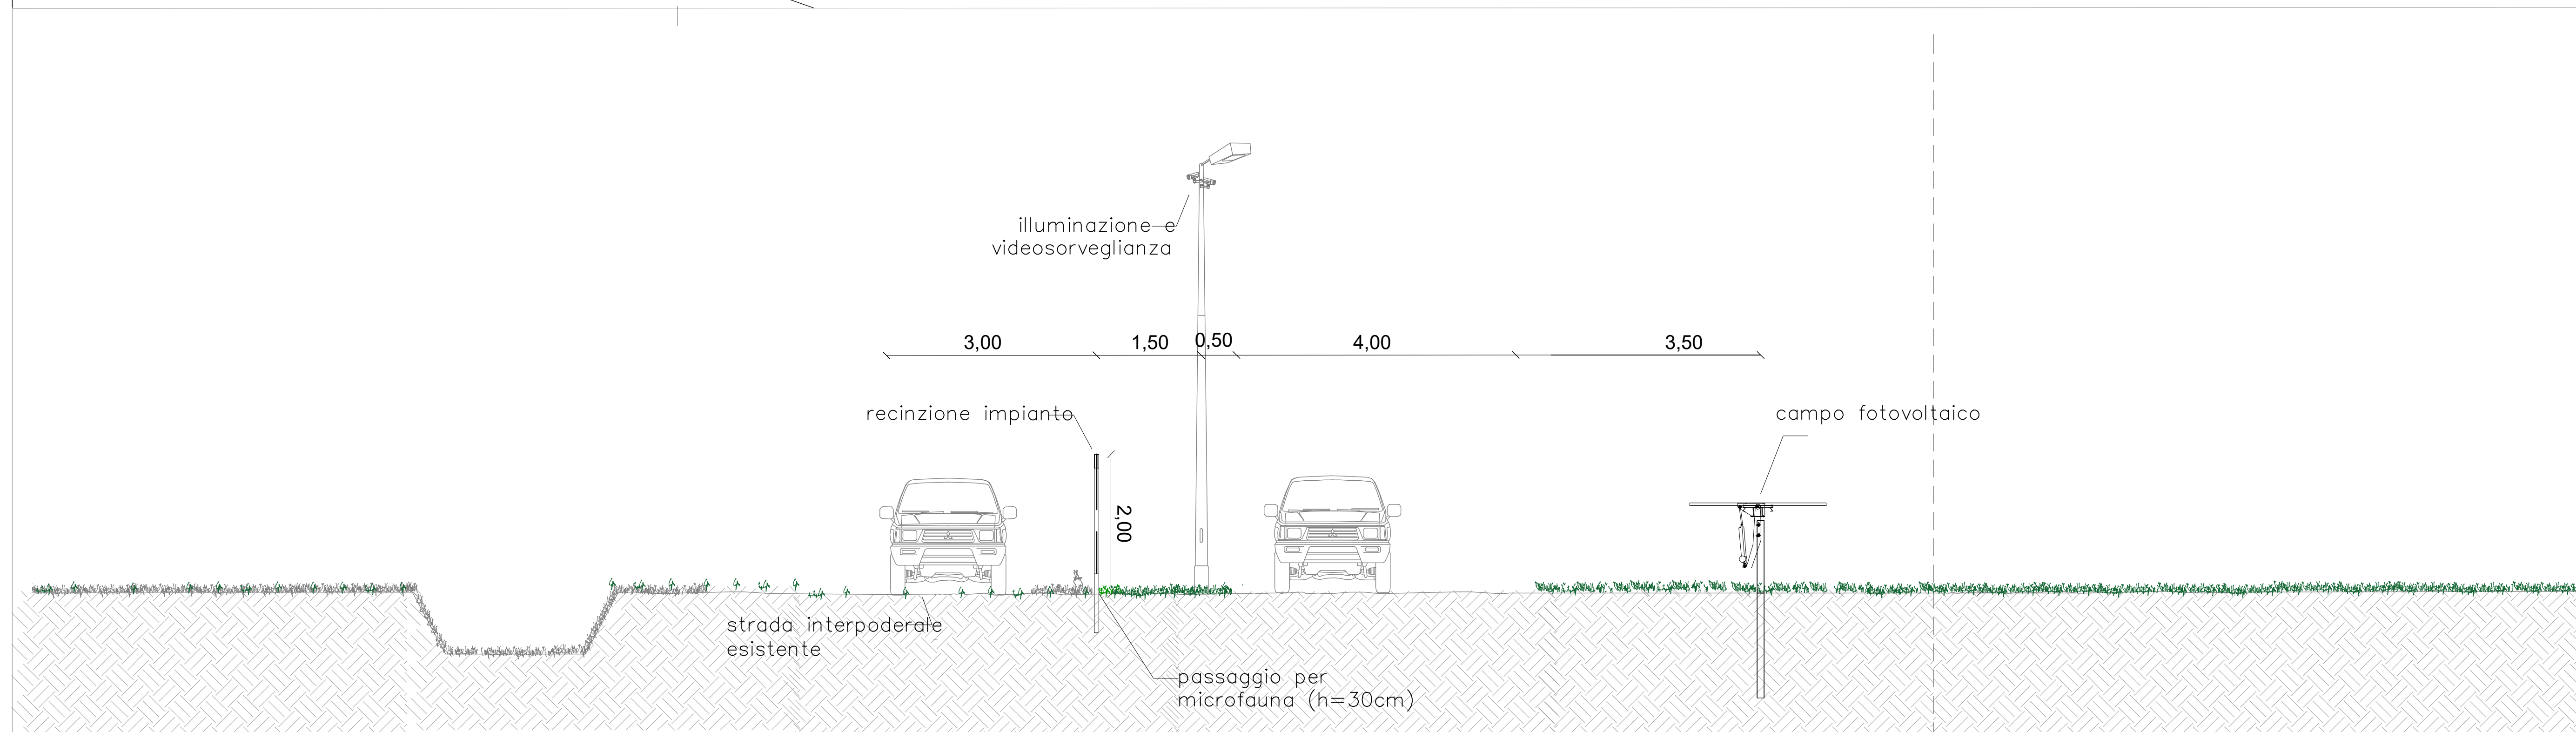 illuminazione e
videosorveglianza
3,00 1,50 0,50 4,00 3,50
recinzione impianto
campo fotovoltaico
2,00
strada interpoderale
esistente
passaggio per
microfauna (h=30cm)